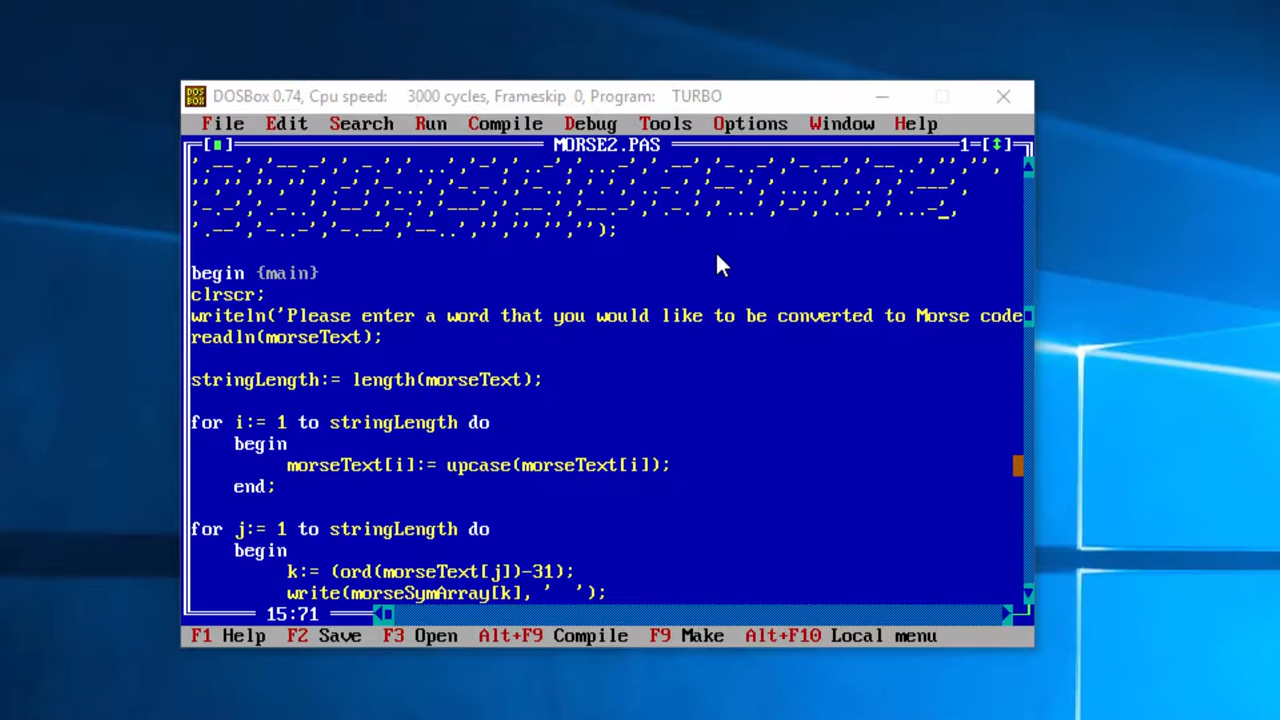 DOSBox 0.74, Cpu speed: 3000 cycles, Frameskip 0, Program: TURBO
File Edit Search Run Compile Debug Tools Options Window Help
[■] MORSE2.PAS 1=[↕]
'.--','-..-','-.--','--..','','','','');
begin {main}
clrscr;
writeln('Please enter a word that you would like to be converted to Morse code
readln(morseText);
stringLength:= length(morseText);
for i:= 1 to stringLength do
begin
morseText[i]:= upcase(morseText[i]);
end;
for j:= 1 to stringLength do
begin
k:= (ord(morseText[j])-31);
write(morseSymArray[k], '  ');
15:71
F1 Help F2 Save F3 Open Alt+F9 Compile F9 Make Alt+F10 Local menu